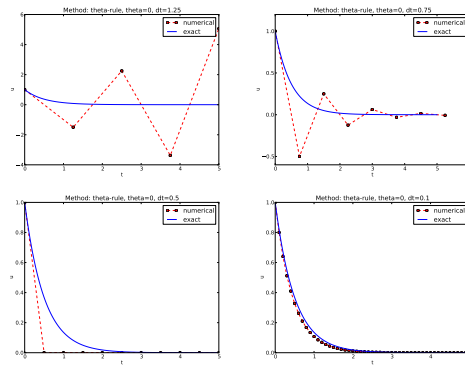 Method: theta-rule, theta=0, dt=1.25
numerical
exact
u
6
4
2
0
−2
−4
0 1 2 3 4 5
t
Method: theta-rule, theta=0, dt=0.75
numerical
exact
u
1.0
0.5
0.0
−0.5
0 1 2 3 4 5
t
Method: theta-rule, theta=0, dt=0.5
numerical
exact
u
1.0
0.8
0.6
0.4
0.2
0.0
0 1 2 3 4 5
t
Method: theta-rule, theta=0, dt=0.1
numerical
exact
u
1.0
0.8
0.6
0.4
0.2
0.0
0 1 2 3 4 5
t